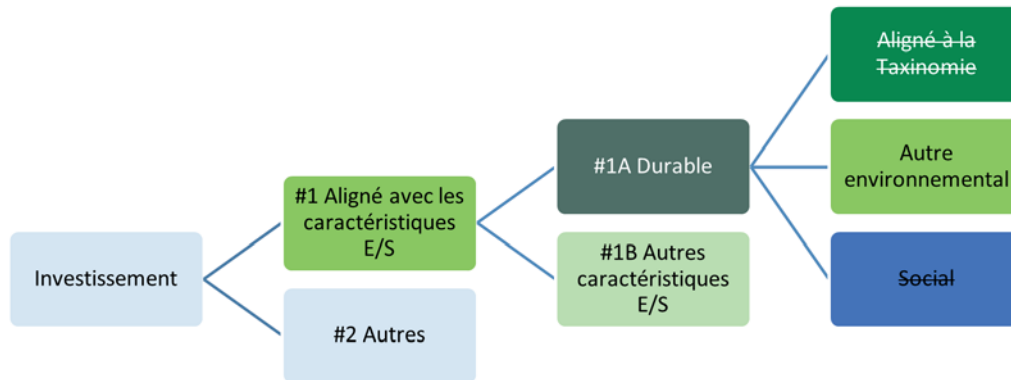 Investissement
#1 Aligné avec les
caractéristiques
E/S
#2 Autres
#1A Durable
#1B Autres
caractéristiques
E/S
Aligné à la
Taxinomie
Autre
environnemental
Social